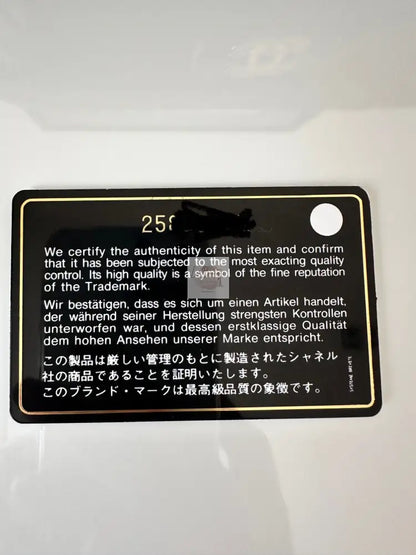 258
We certify the authenticity of this item and confirm
that it has been subjected to the most exacting quality
control. Its high quality is a symbol of the fine reputation
of the Trademark.
Wir bestätigen, dass es sich um einen Artikel handelt,
der während seiner Herstellung strengsten Kontrollen
unterworfen war, und dessen erstklassige Qualität
dem hohen Ansehen unserer Marke entspricht.
この製品は厳しい管理のもとに製造されたシャネル
社の商品であることを証明いたします。
このブランド・マークは最高級品質の象徴です。